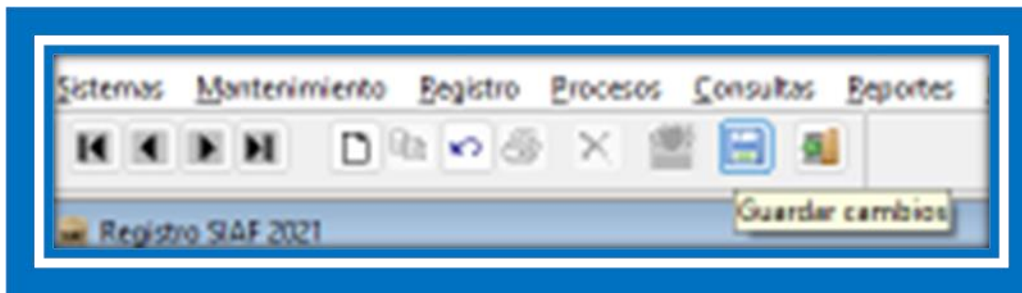 Sistemas Mantenimiento Registro Procesos Consultas Reportes
Guardar cambios
Registro SIAF 2021